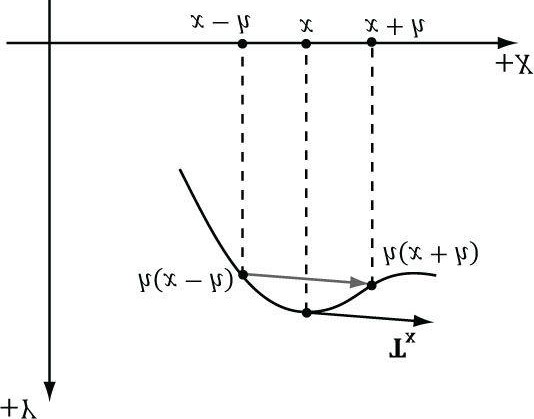 x – h x x + h
+X
y(x + h)
y(x – h)
Tx
+Y